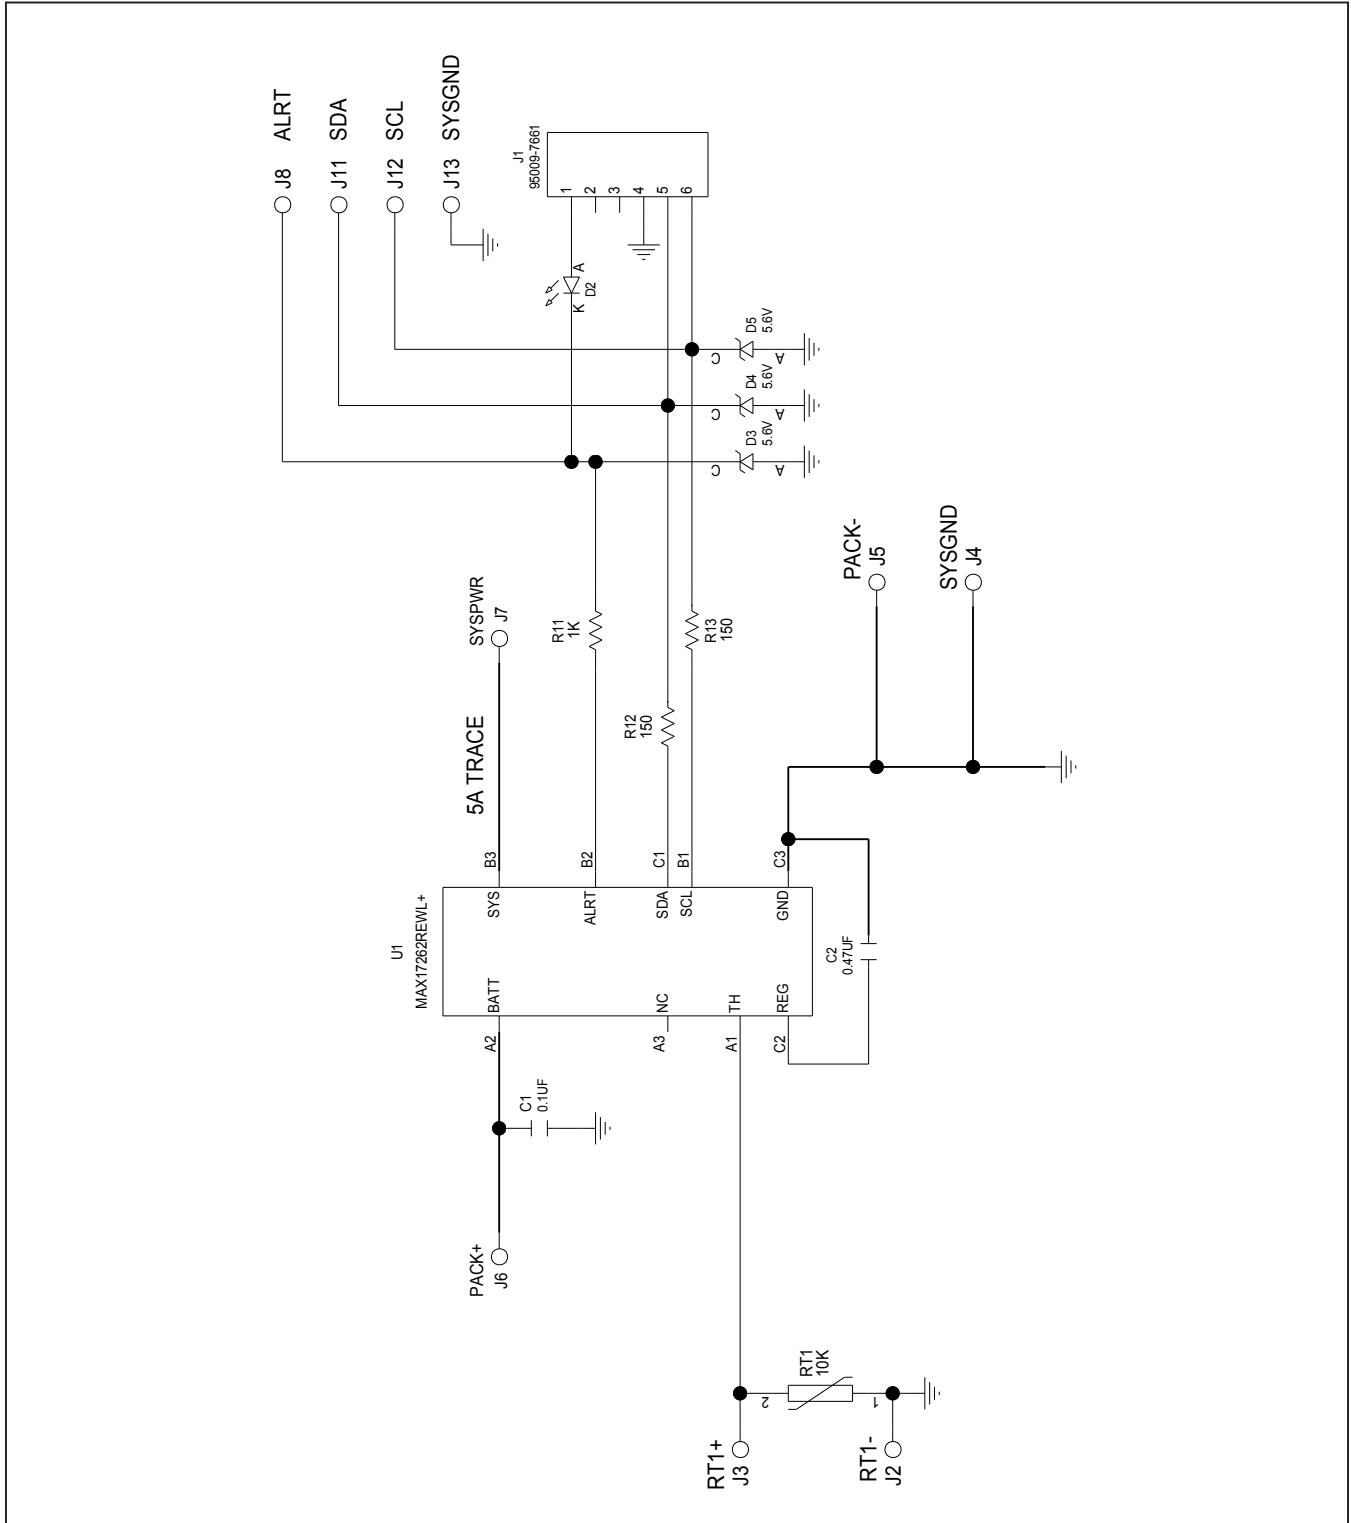 J8 ALRT
J11 SDA
J12 SCL
J13 SYSGND
J1
95009-7661
1
2
3
4
5
6
A
D2
K
C
D5
5.6V
A
C
D4
5.6V
A
C
D3
5.6V
A
PACK-
J5
SYSGND
J4
SYSPWR
J7
5A TRACE
R11
1K
R12
150
R13
150
B3
B2
C1
B1
C3
U1
MAX17262REWL+
SYS
ALRT
SDA
SCL
GND
BATT
NC
TH
REG
A2
A3
A1
C2
C2
0.47UF
C1
0.1UF
PACK+
J6
RT1
10K
2
1
RT1+
J3
RT1-
J2